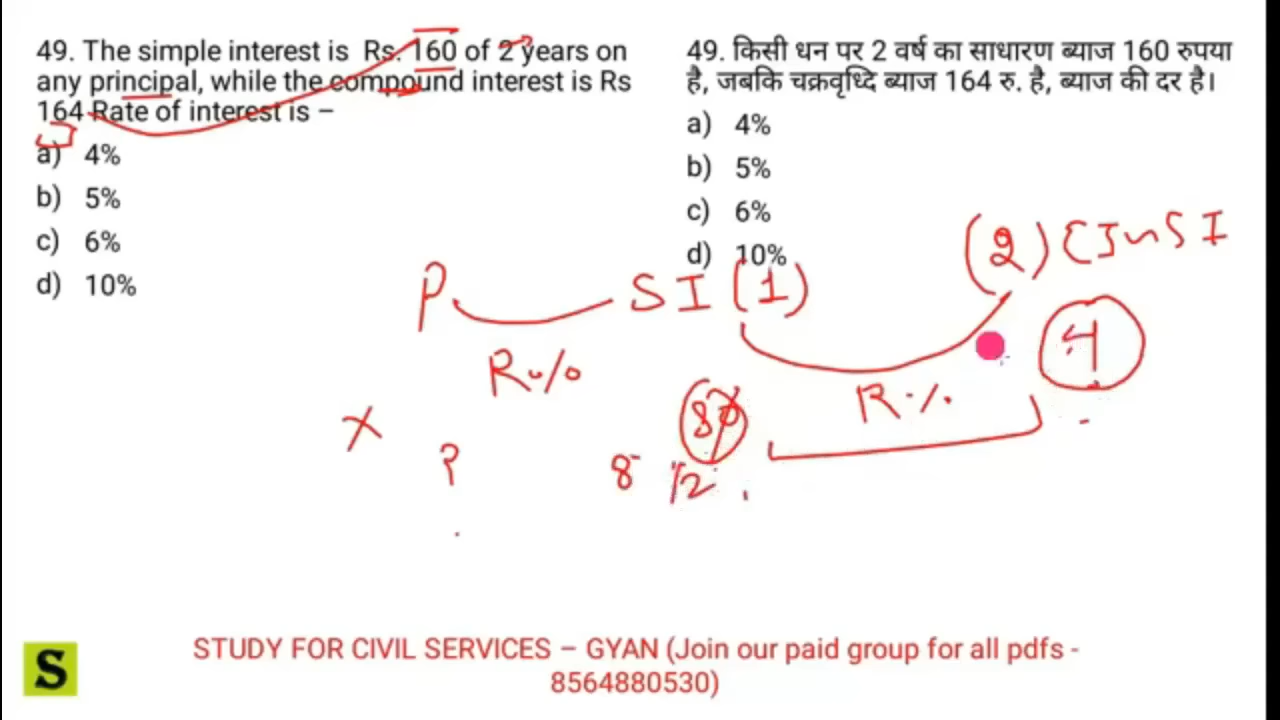 49. The simple interest is Rs. 160 of 2 years on
any principal, while the compound interest is Rs
164 Rate of interest is –
a) 4%
b) 5%
c) 6%
d) 10%
49. किसी धन पर 2 वर्ष का साधारण ब्याज 160 रुपया
है, जबकि चक्रवृध्दि ब्याज 164 रु. है, ब्याज की दर है।
a) 4%
b) 5%
c) 6%
d) 10%
P SI (1) (2)
R%
R.%
4
80
X
?
8 1/2
STUDY FOR CIVIL SERVICES – GYAN (Join our paid group for all pdfs -
8564880530)
S